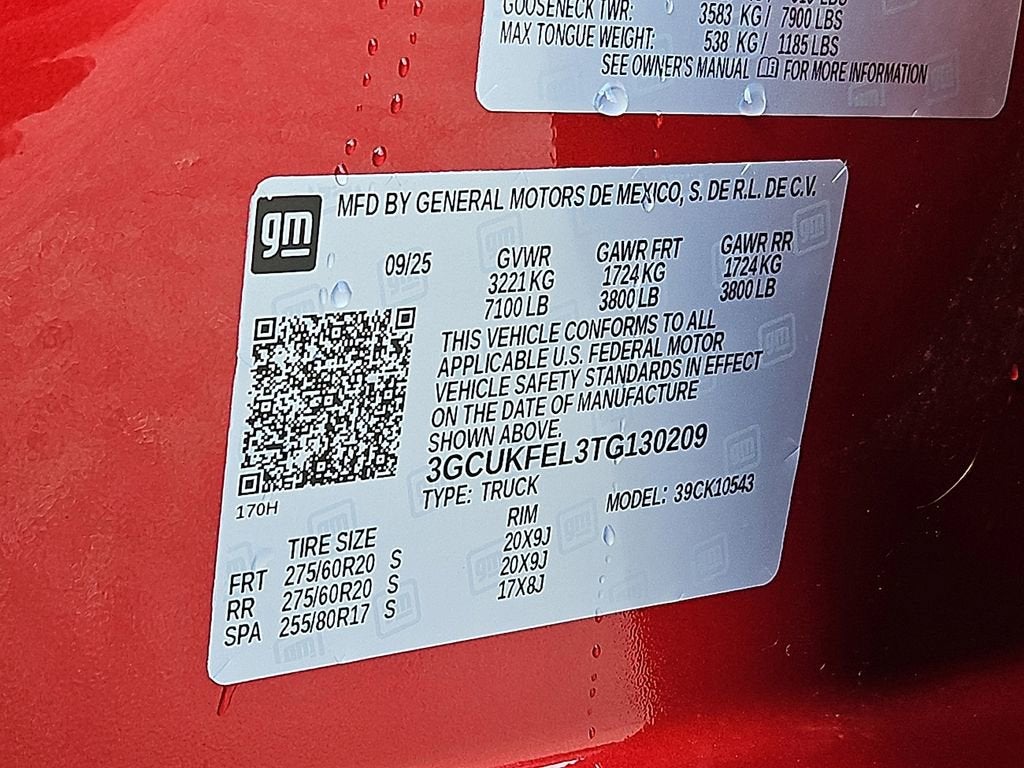 GOOSENECK TWR: 3583 KG / 7900 LBS
MAX TONGUE WEIGHT: 538 KG / 1185 LBS
SEE OWNER'S MANUAL FOR MORE INFORMATION
gm
MFD BY GENERAL MOTORS DE MEXICO, S. DE R.L. DE C.V.
09/25 GVWR GAWR FRT GAWR RR
3221 KG 1724 KG 1724 KG
7100 LB 3800 LB 3800 LB
THIS VEHICLE CONFORMS TO ALL
APPLICABLE U.S. FEDERAL MOTOR
VEHICLE SAFETY STANDARDS IN EFFECT
ON THE DATE OF MANUFACTURE
SHOWN ABOVE.
3GCUKFEL3TG130209
170H
TYPE: TRUCK MODEL: 39CK10543
TIRE SIZE RIM
FRT 275/60R20 S 20X9J
RR 275/60R20 S 20X9J
SPA 255/80R17 S 17X8J